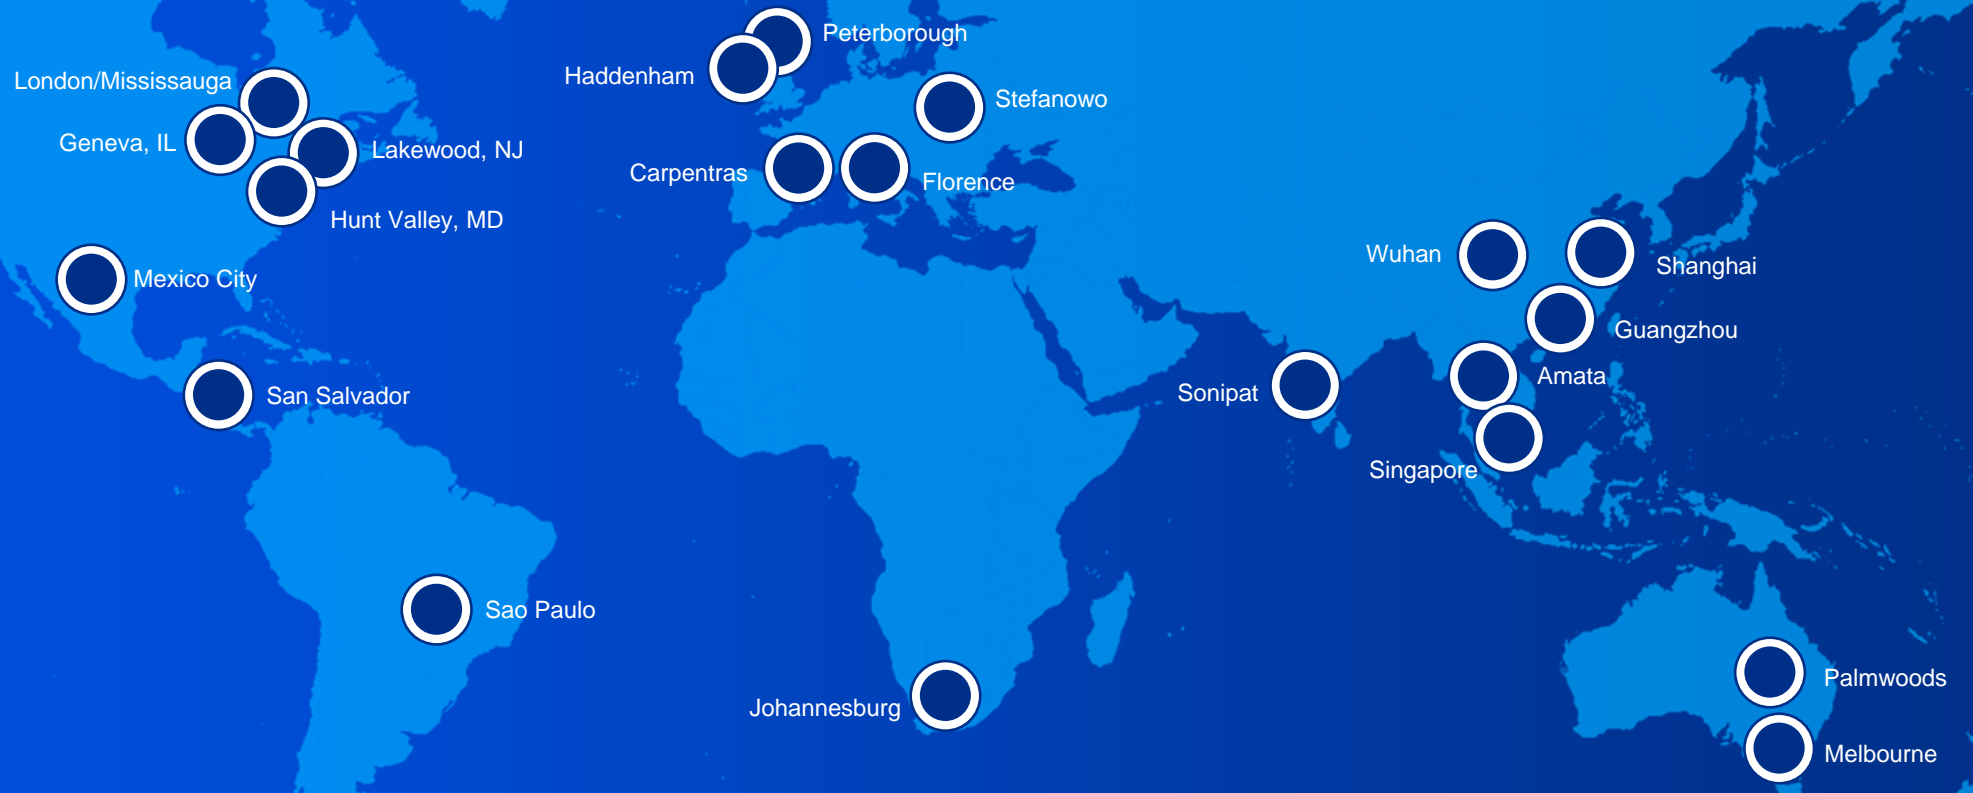 Peterborough
Haddenham
London/Mississauga
Stefanowo
Geneva, IL
Lakewood, NJ
Carpentras
Florence
Hunt Valley, MD
Wuhan
Shanghai
Mexico City
Guangzhou
Amata
Sonipat
San Salvador
Singapore
Sao Paulo
Palmwoods
Johannesburg
Melbourne